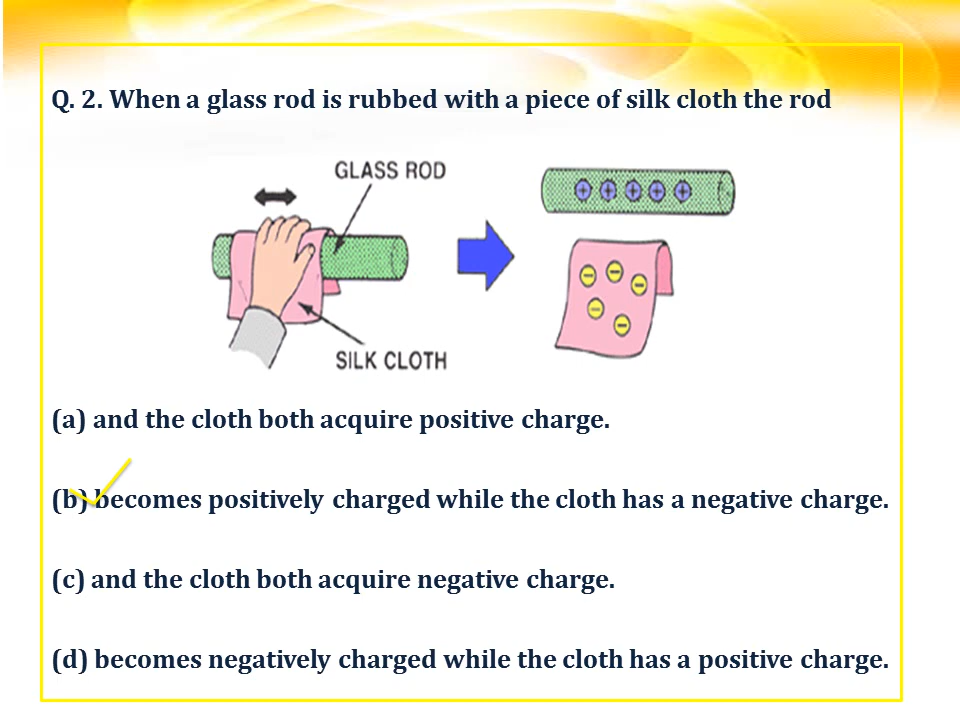 Q. 2. When a glass rod is rubbed with a piece of silk cloth the rod
GLASS ROD
SILK CLOTH
(a) and the cloth both acquire positive charge.
(b) becomes positively charged while the cloth has a negative charge.
(c) and the cloth both acquire negative charge.
(d) becomes negatively charged while the cloth has a positive charge.